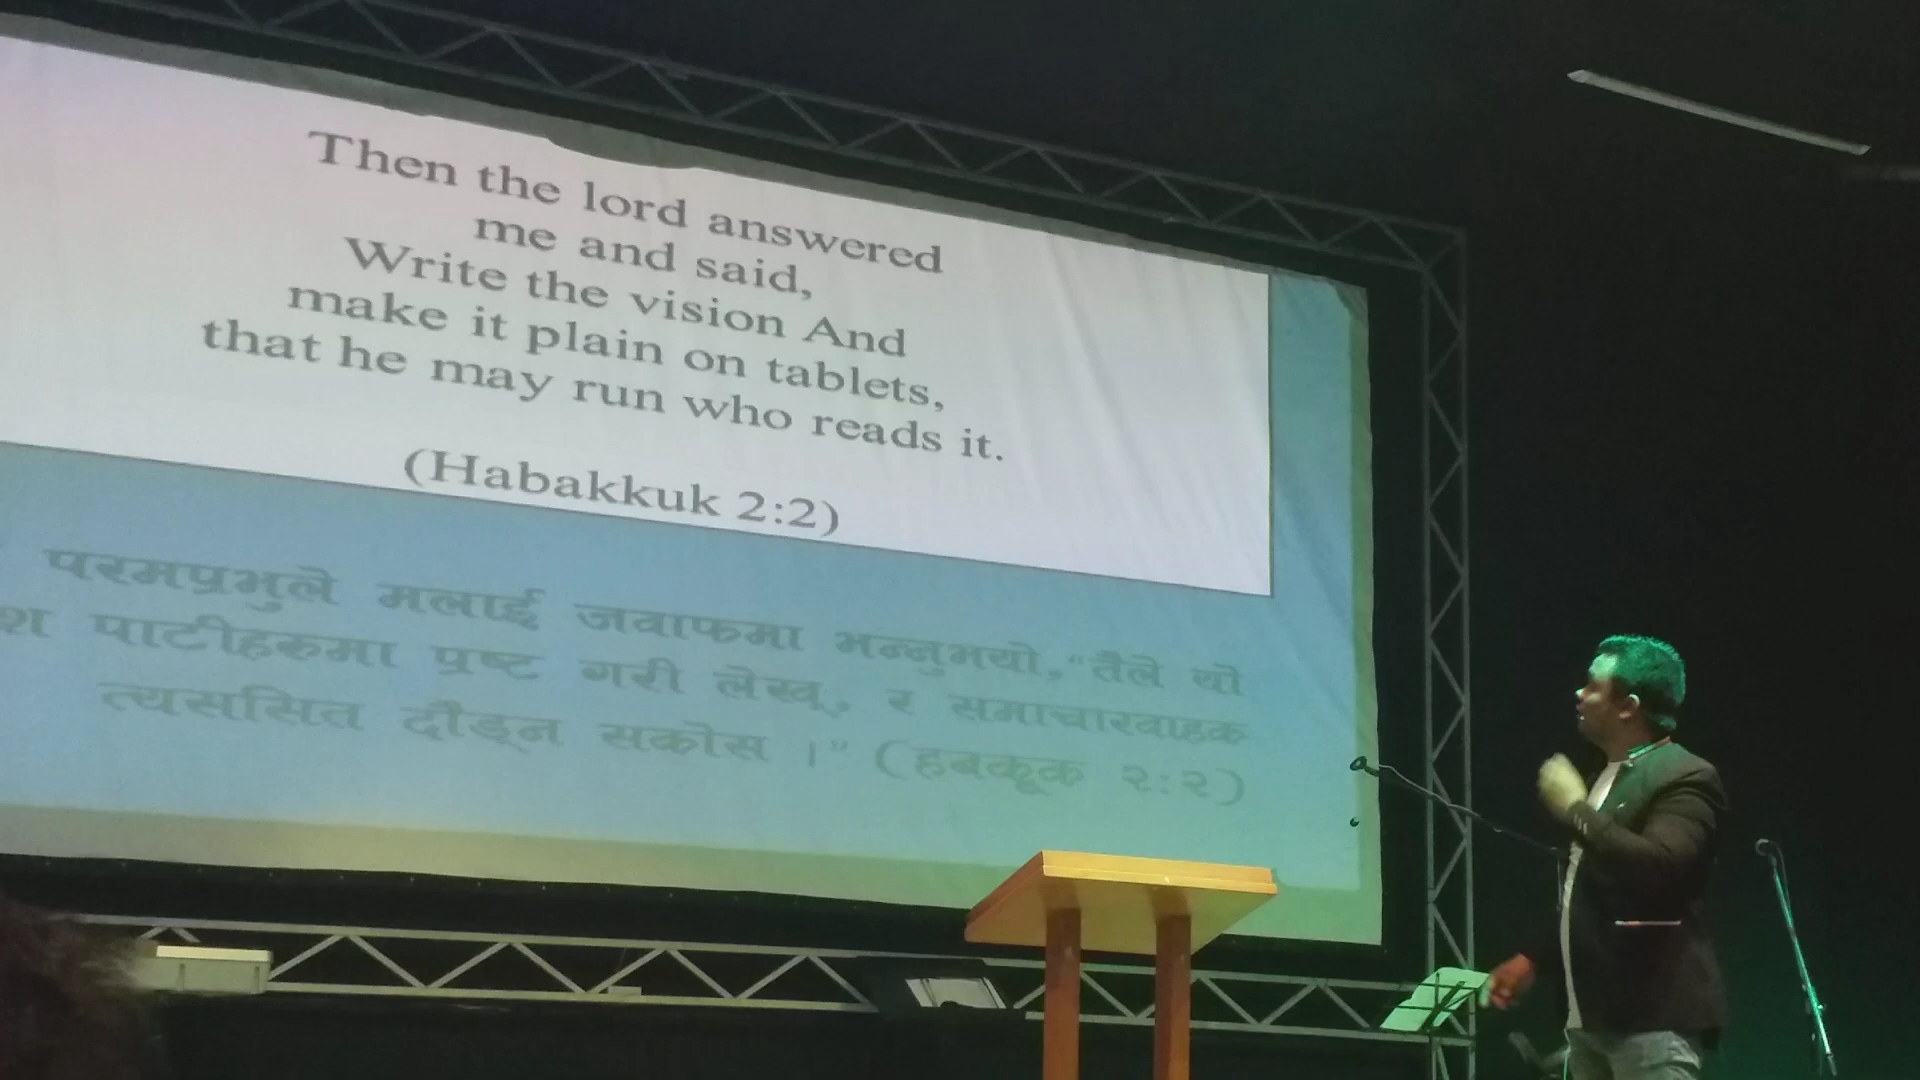 Then the lord answered
me and said,
Write the vision And
make it plain on tablets,
that he may run who reads it.
(Habakkuk 2:2)
परमप्रभुले मलाई जवाफमा भन्नुभयो, “तैले यो
पाटीहरुमा प्रष्ट गरी लेख्, र समाचारवाहक
त्यससित दौड्न सकोस ।” (हबकूक २:२)